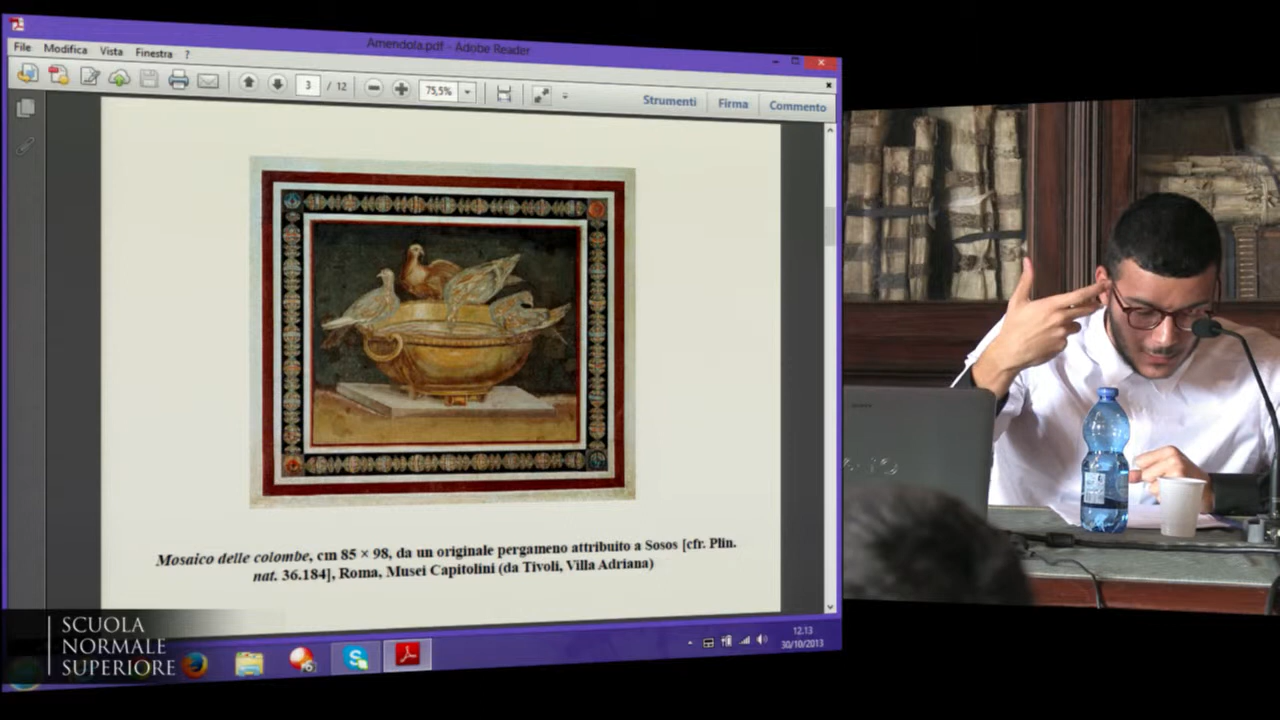 Amendola.pdf - Adobe Reader
File Modifica Vista Finestra ?
3 / 12 75,5% Strumenti Firma Commento
Mosaico delle colombe, cm 85 × 98, da un originale pergameno attribuito a Sosos [cfr. Plin.
nat. 36.184], Roma, Musei Capitolini (da Tivoli, Villa Adriana)
SCUOLA
NORMALE
SUPERIORE
12.13
30/10/2013